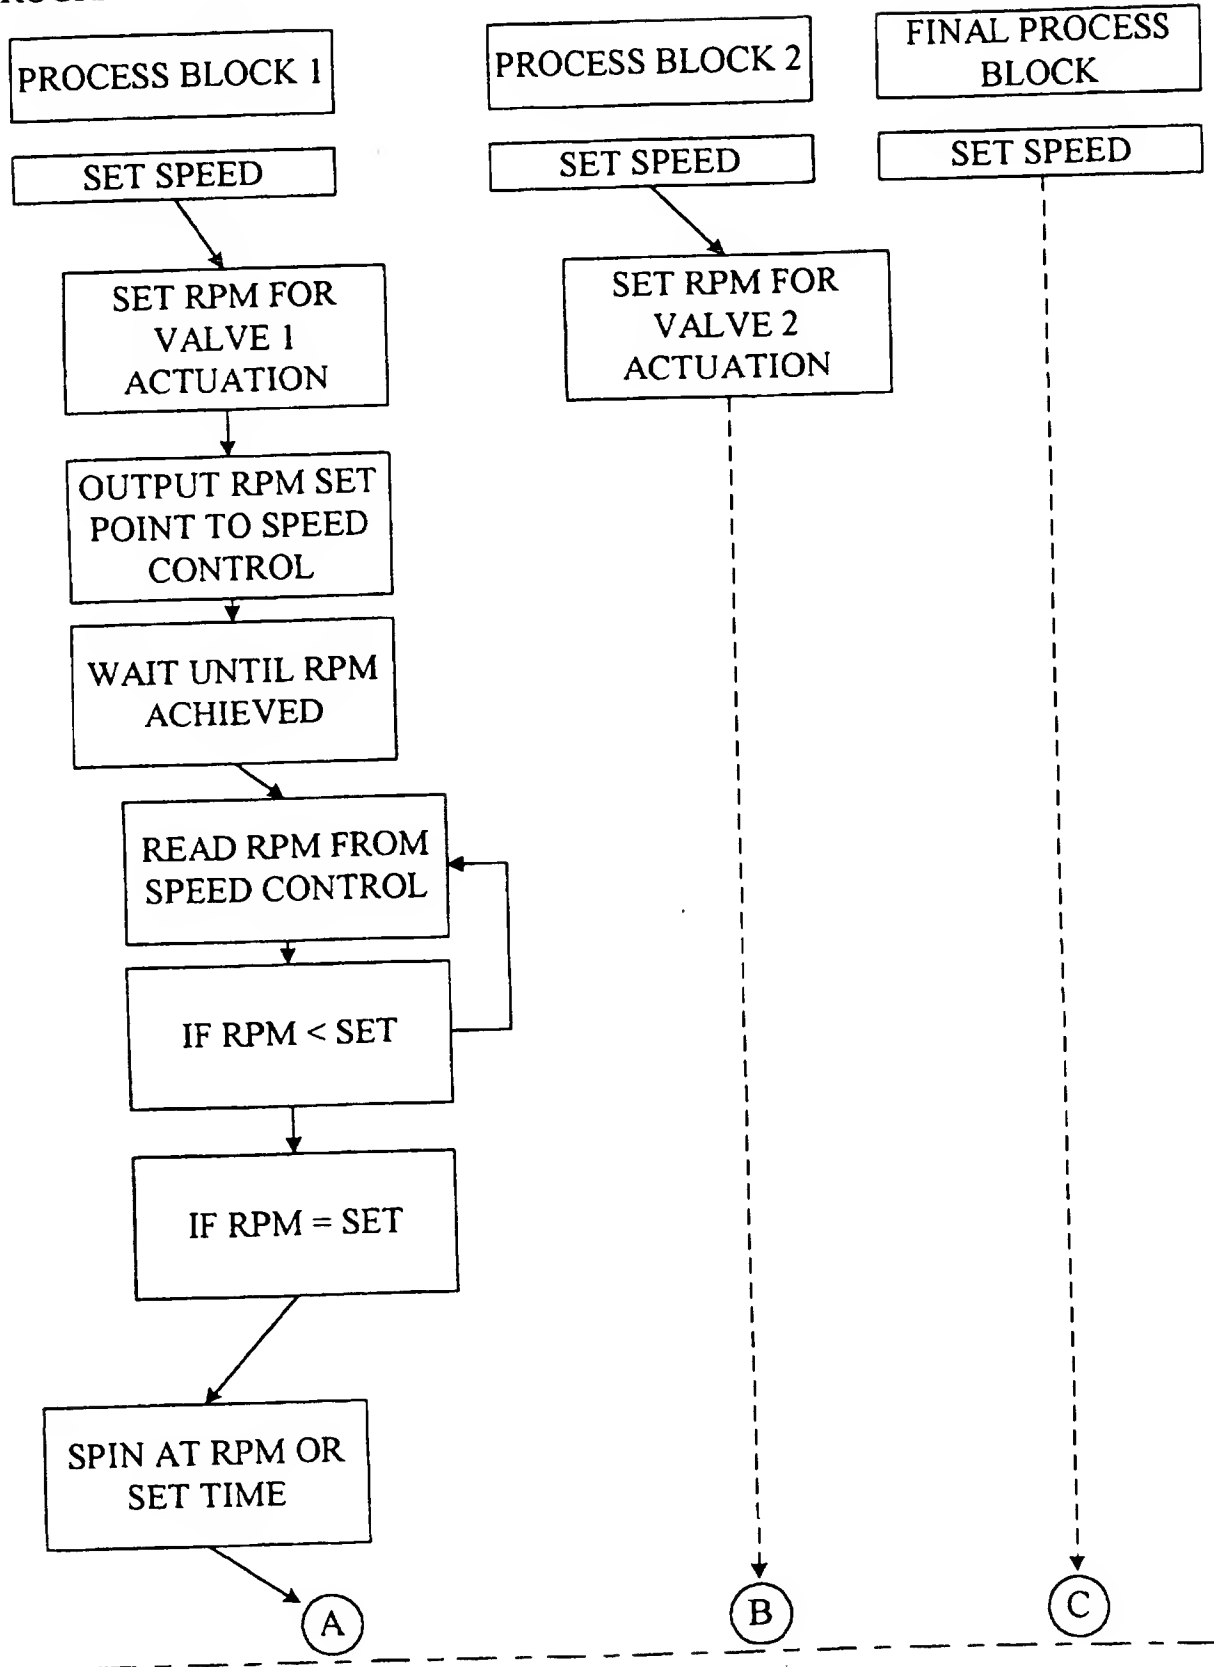 PROCESS BLOCK 1
SET SPEED
SET RPM FOR
VALVE 1
ACTUATION
OUTPUT RPM SET
POINT TO SPEED
CONTROL
WAIT UNTIL RPM
ACHIEVED
READ RPM FROM
SPEED CONTROL
IF RPM < SET
IF RPM = SET
SPIN AT RPM OR
SET TIME
A
PROCESS BLOCK 2
SET SPEED
SET RPM FOR
VALVE 2
ACTUATION
B
FINAL PROCESS
BLOCK
SET SPEED
C